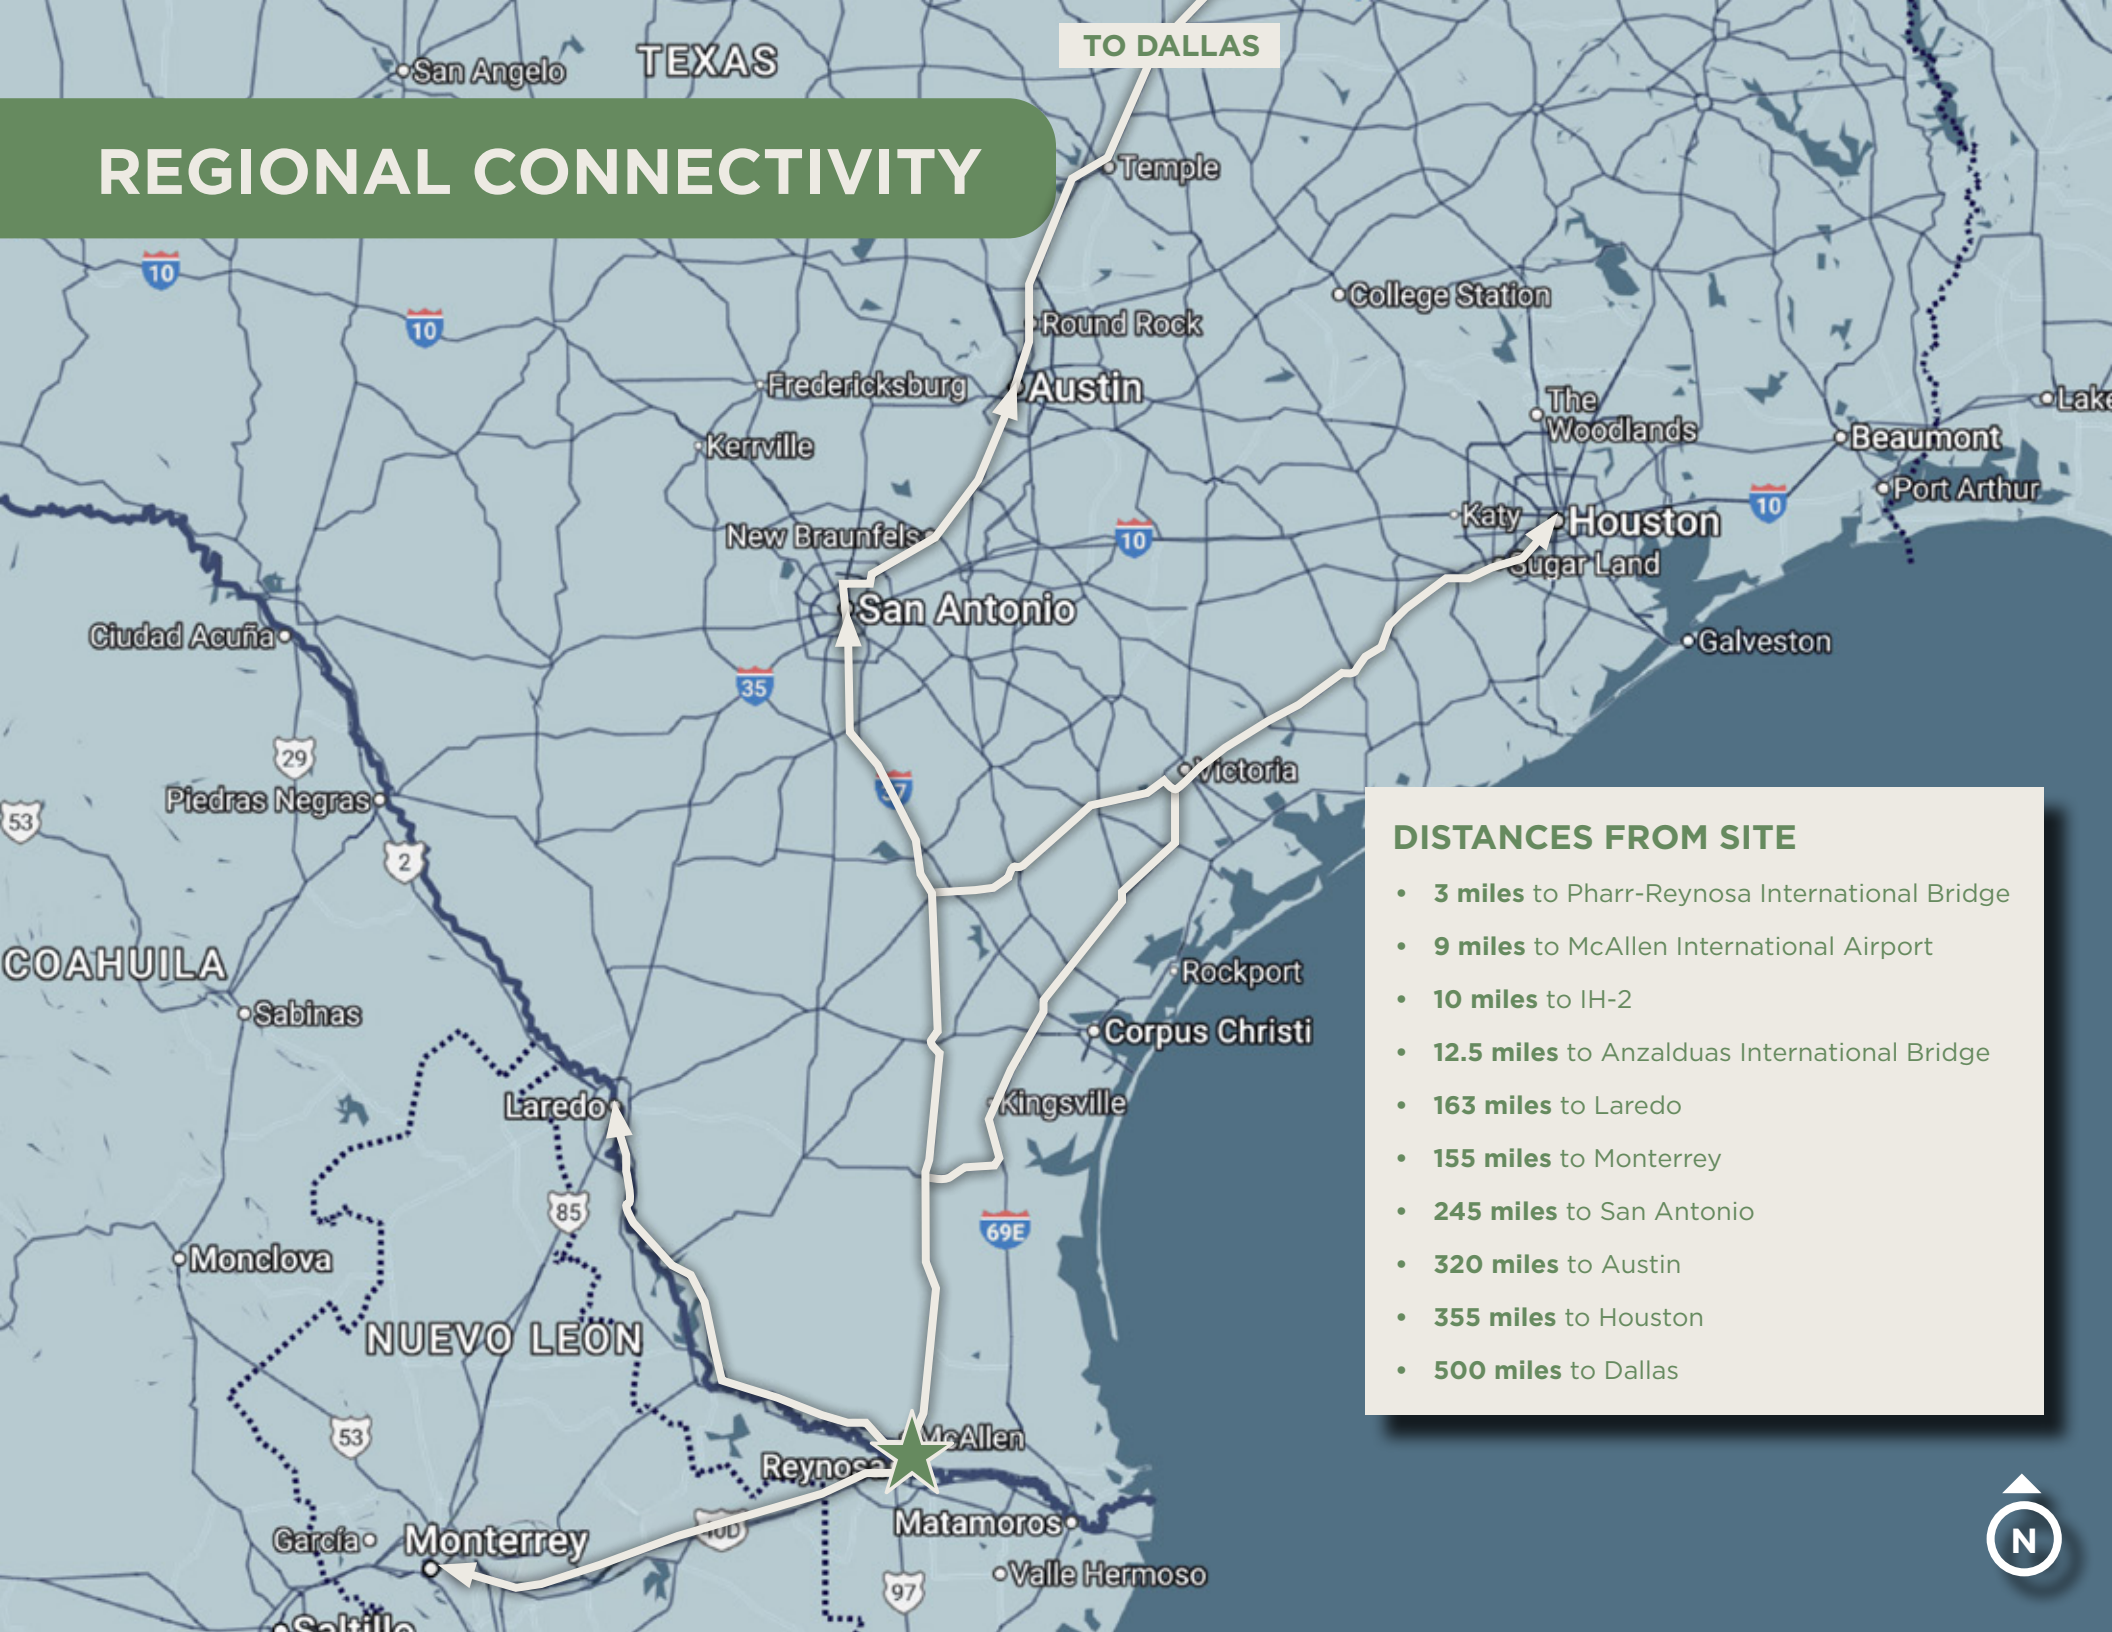 TO DALLAS
San Angelo
TEXAS
REGIONAL CONNECTIVITY
Temple
10
10
College Station
Round Rock
Fredericksburg
Austin
The
Woodlands
Lake
Kerrville
Beaumont
Port Arthur
10
Katy
Houston
New Braunfels
10
Sugar Land
San Antonio
Ciudad Acuña
Galveston
35
29
Piedras Negras
37
Victoria
53
2
COAHUILA
Sabinas
Rockport
Corpus Christi
Laredo
Kingsville
85
69E
Monclova
NUEVO LEON
53
McAllen
Reynosa
García
Monterrey
40D
Matamoros
97
Valle Hermoso
Saltillo
DISTANCES FROM SITE
• 3 miles to Pharr-Reynosa International Bridge
• 9 miles to McAllen International Airport
• 10 miles to IH-2
• 12.5 miles to Anzalduas International Bridge
• 163 miles to Laredo
• 155 miles to Monterrey
• 245 miles to San Antonio
• 320 miles to Austin
• 355 miles to Houston
• 500 miles to Dallas
N